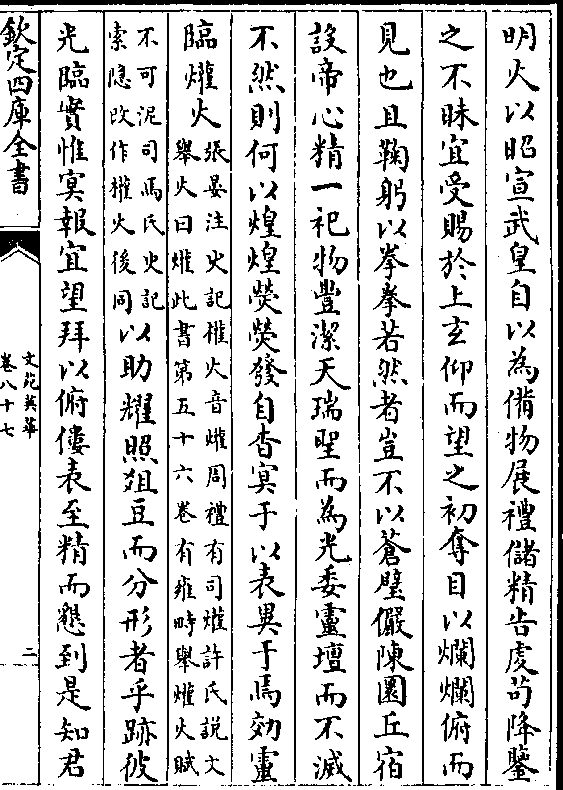 明火以昭宣武皇自以為備物展禮儲精告虔苟降鑒
之不昧宜受賜於上玄仰而望之初奪目以爛爛俯而
見也且鞠躬以拳拳若然者豈不以蒼璧儼陳圜丘宿
設帝心精一祀物豐潔天瑞聖而為光委靈壇而不滅
不然則何以煌煌熒熒發自杳冥于以表異于焉効靈
臨爟火張晏注史記權火音爟周禮有司爟許氏說文
舉火曰爟此書第五十六卷有雍畤舉爟火賦
不可泥司馬氏史記
索隱改作權火後同以助耀照俎豆而分形者乎跡彼
光臨實惟冥報宜望拜以俯僂表至精而懇到是知君
欽定四庫全書
文苑英華
卷八十七
二